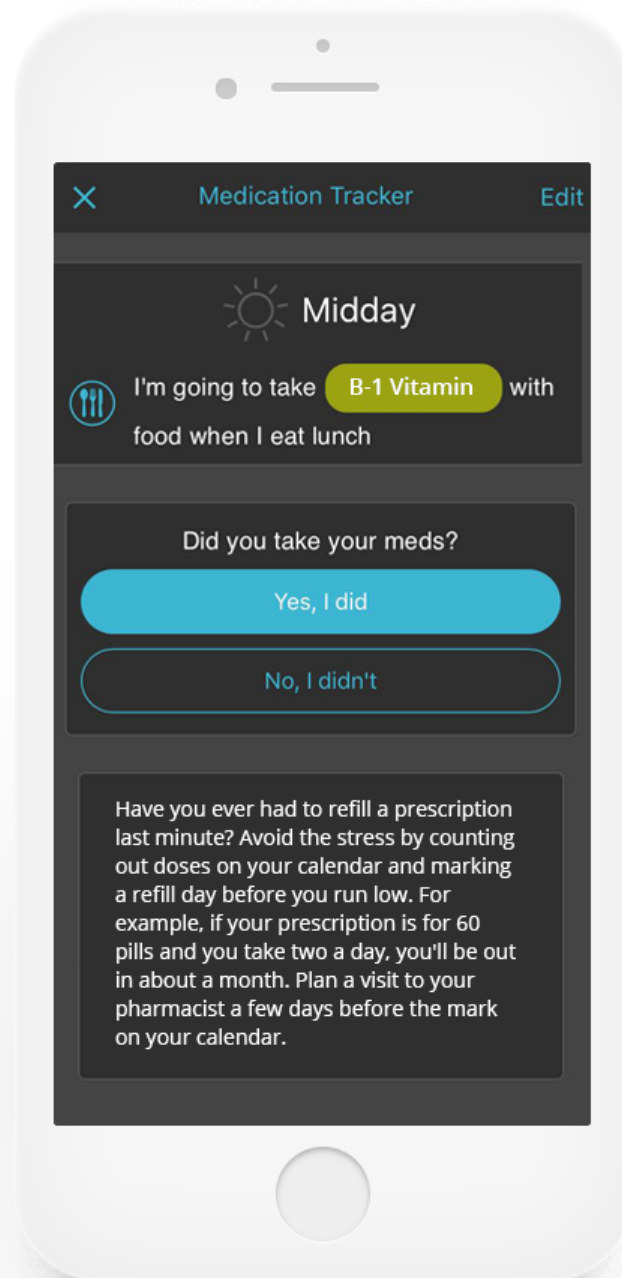 Medication Tracker Edit
Midday
I'm going to take B-1 Vitamin with
food when I eat lunch
Did you take your meds?
Yes, I did
No, I didn't
Have you ever had to refill a prescription
last minute? Avoid the stress by counting
out doses on your calendar and marking
a refill day before you run low. For
example, if your prescription is for 60
pills and you take two a day, you'll be out
in about a month. Plan a visit to your
pharmacist a few days before the mark
on your calendar.